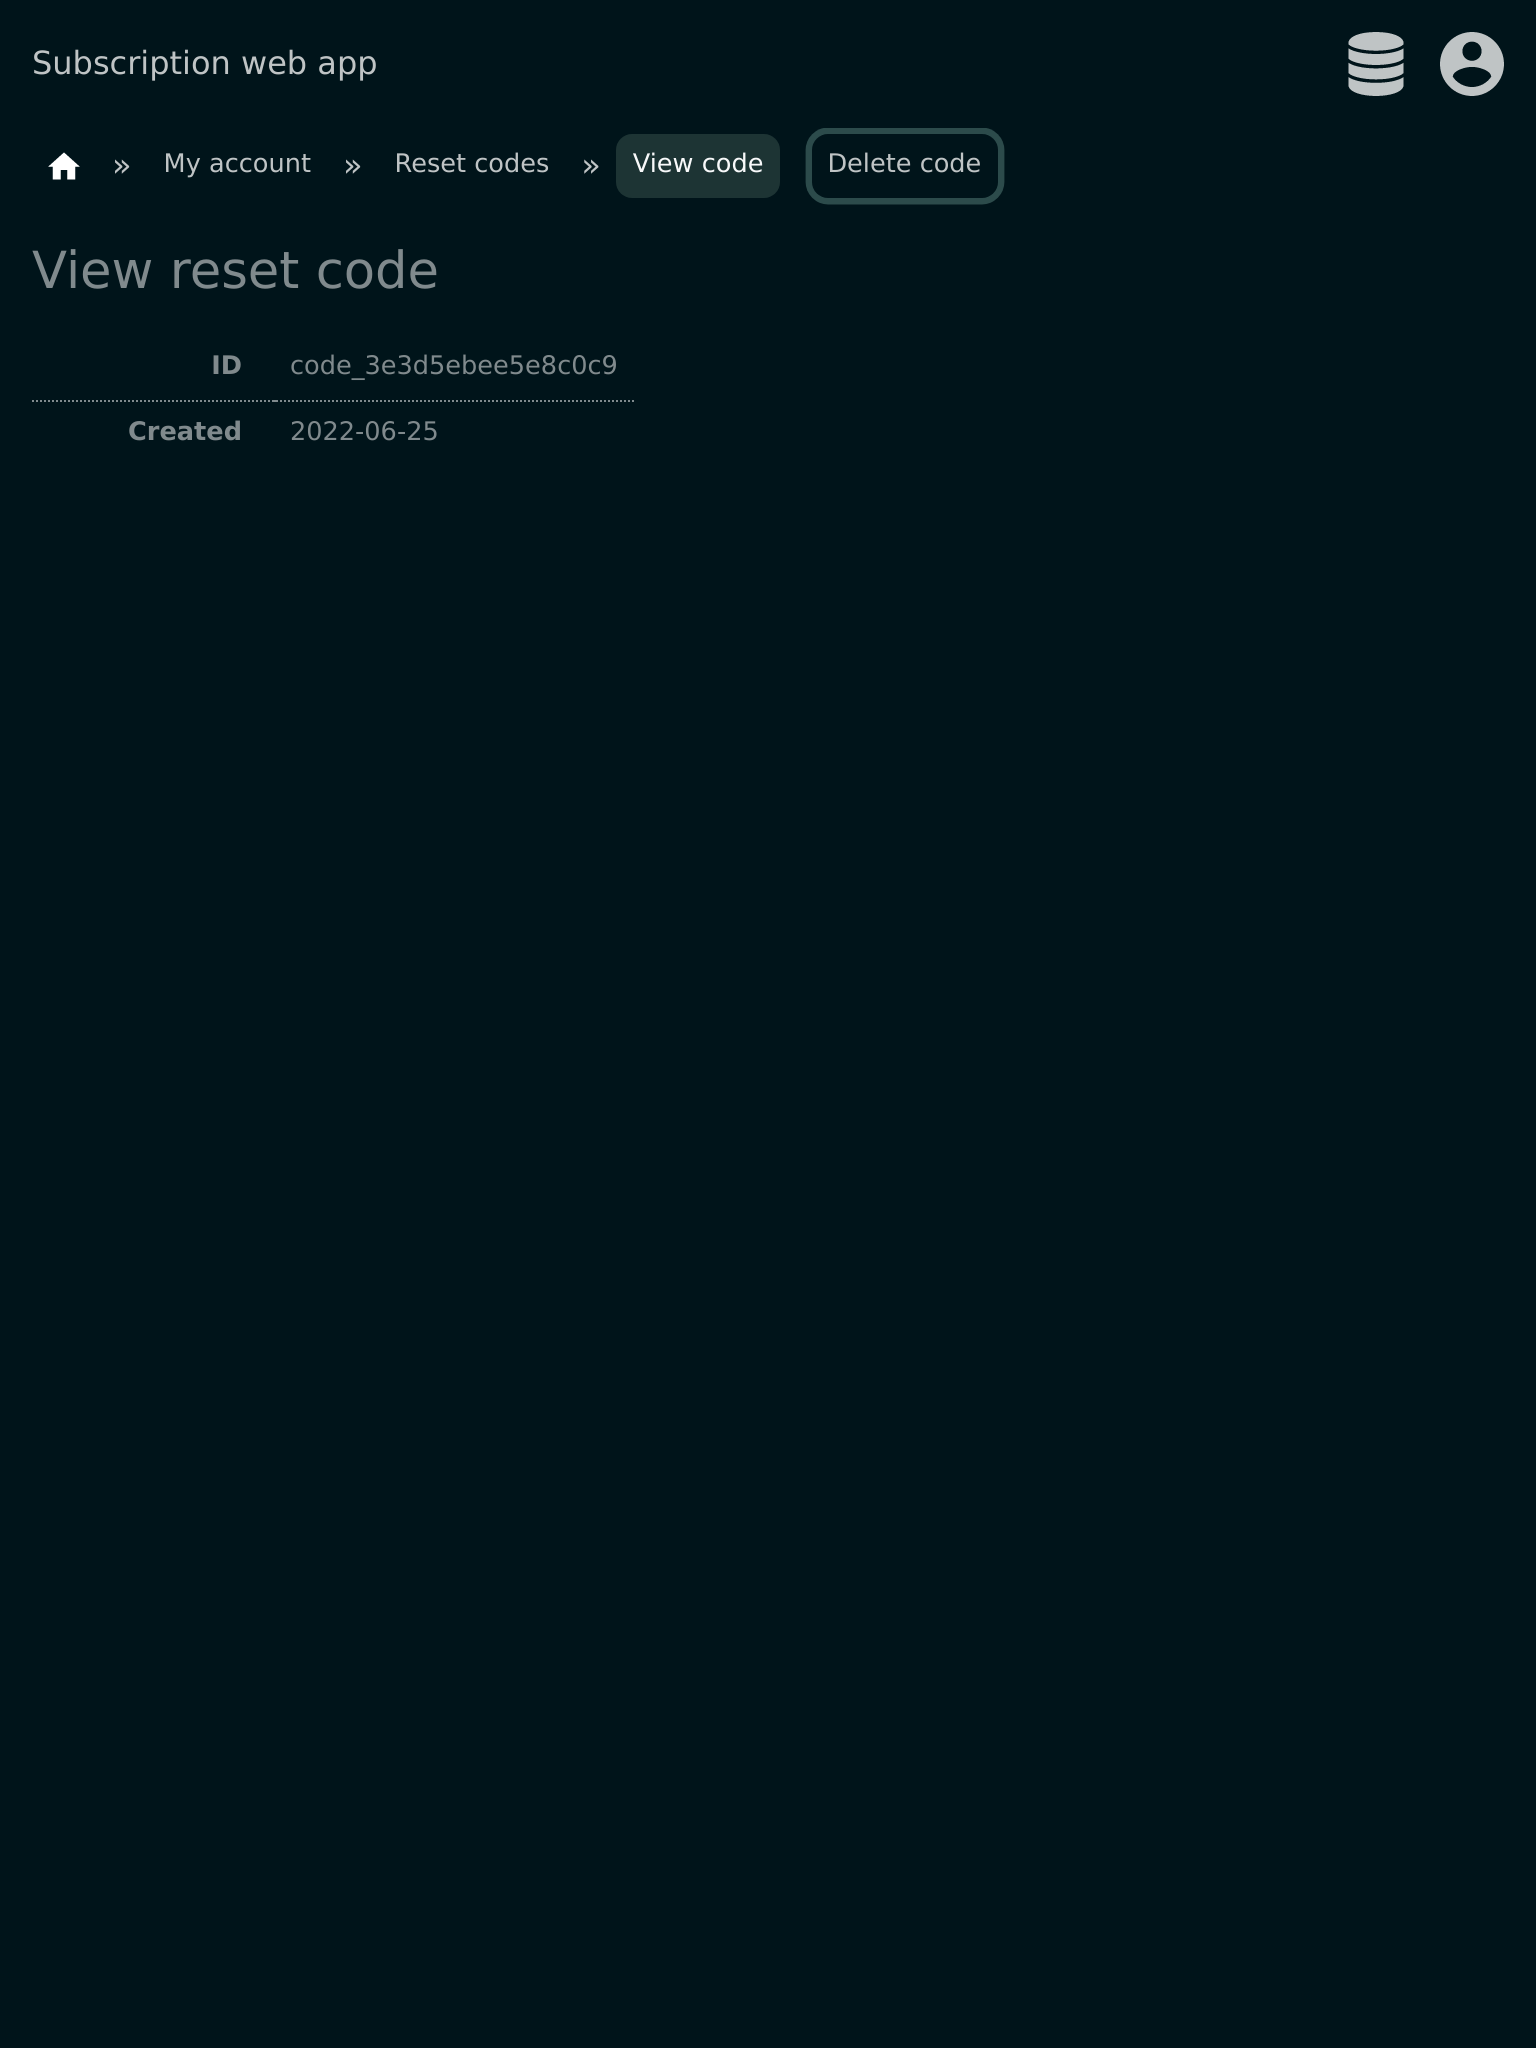 Subscription web app
» My account » Reset codes » View code Delete code
View reset code
ID code_3e3d5ebee5e8c0c9
Created 2022-06-25